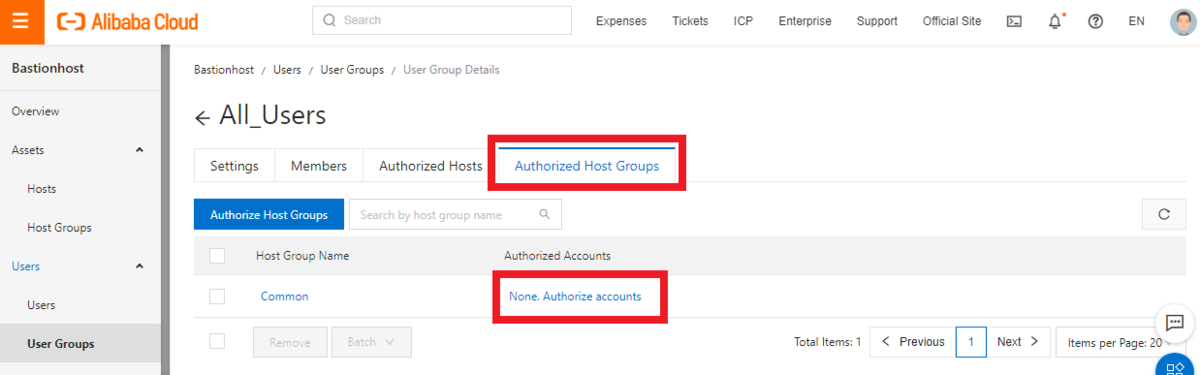 Alibaba Cloud
Search
Expenses Tickets ICP Enterprise Support Official Site EN
Bastionhost
Overview
Assets
Hosts
Host Groups
Users
Users
User Groups
Bastionhost / Users / User Groups / User Group Details
All_Users
Settings Members Authorized Hosts Authorized Host Groups
Authorize Host Groups Search by host group name
Host Group Name Authorized Accounts
Common None. Authorize accounts
Remove Batch Total Items: 1 < Previous 1 Next > Items per Page: 20